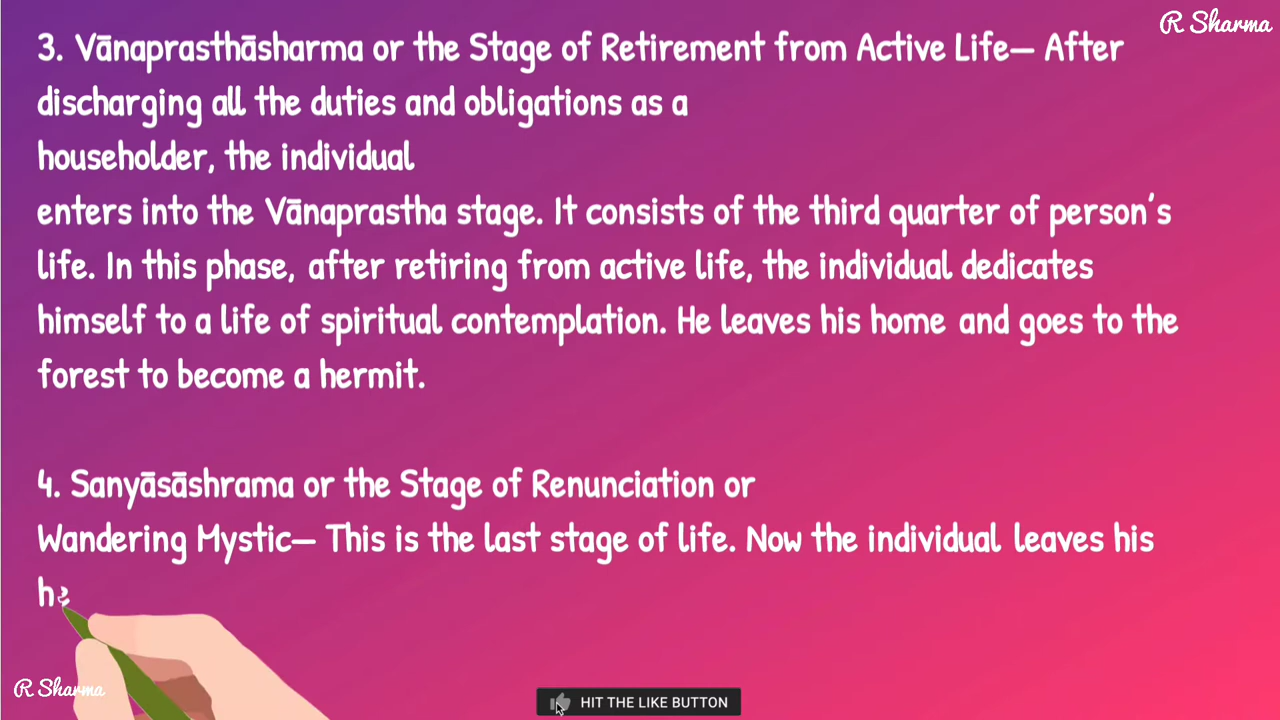 R Sharma
3. Vānaprasthāsharma or the Stage of Retirement from Active Life— After
discharging all the duties and obligations as a
householder, the individual
enters into the Vānaprastha stage. It consists of the third quarter of person's
life. In this phase, after retiring from active life, the individual dedicates
himself to a life of spiritual contemplation. He leaves his home and goes to the
forest to become a hermit.
4. Sanyāsāshrama or the Stage of Renunciation or
Wandering Mystic— This is the last stage of life. Now the individual leaves his
R Sharma
HIT THE LIKE BUTTON